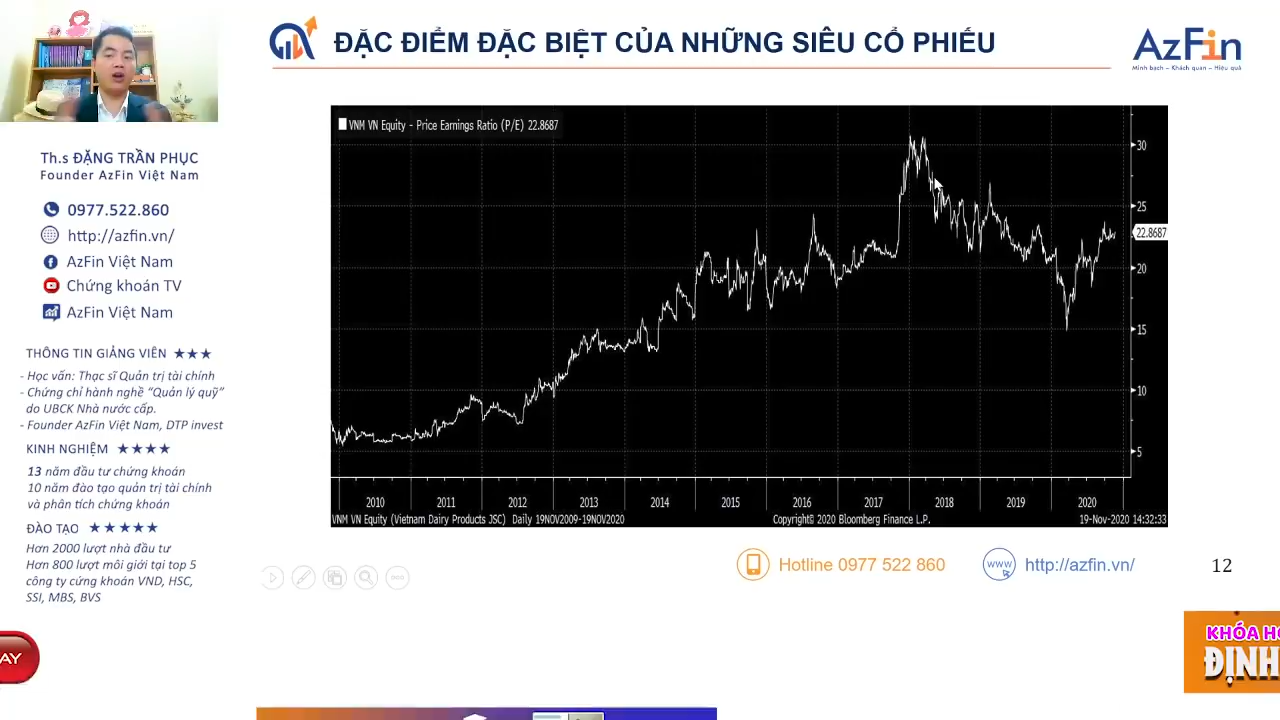 ĐẶC ĐIỂM ĐẶC BIỆT CỦA NHỮNG SIÊU CỔ PHIẾU
AzFin
Minh bạch – Khách quan – Hiệu quả
Th.s ĐẶNG TRẦN PHỤC
Founder AzFin Việt Nam
0977.522.860
http://azfin.vn/
AzFin Việt Nam
Chứng khoán TV
AzFin Việt Nam
THÔNG TIN GIẢNG VIÊN ★★★
- Học vấn: Thạc sĩ Quản trị tài chính
- Chứng chỉ hành nghề “Quản lý quỹ”
do UBCK Nhà nước cấp.
- Founder AzFin Việt Nam, DTP invest
KINH NGHIỆM ★★★★
13 năm đầu tư chứng khoán
10 năm đào tạo quản trị tài chính
và phân tích chứng khoán
ĐÀO TẠO ★★★★★
Hơn 2000 lượt nhà đầu tư
Hơn 800 lượt môi giới tại top 5
công ty cứng khoán VND, HSC,
SSI, MBS, BVS
VNM VN Equity - Price Earnings Ratio (P/E) 22.8687
30
25
22.8687
20
15
10
5
2010 2011 2012 2013 2014 2015 2016 2017 2018 2019 2020
VNM VN Equity (Vietnam Dairy Products JSC) Daily 19NOV2009-19NOV2020 Copyright© 2020 Bloomberg Finance L.P. 19-Nov-2020 14:32:33
Hotline 0977 522 860
www
http://azfin.vn/
12
AY
KHÓA H
ĐỊNH